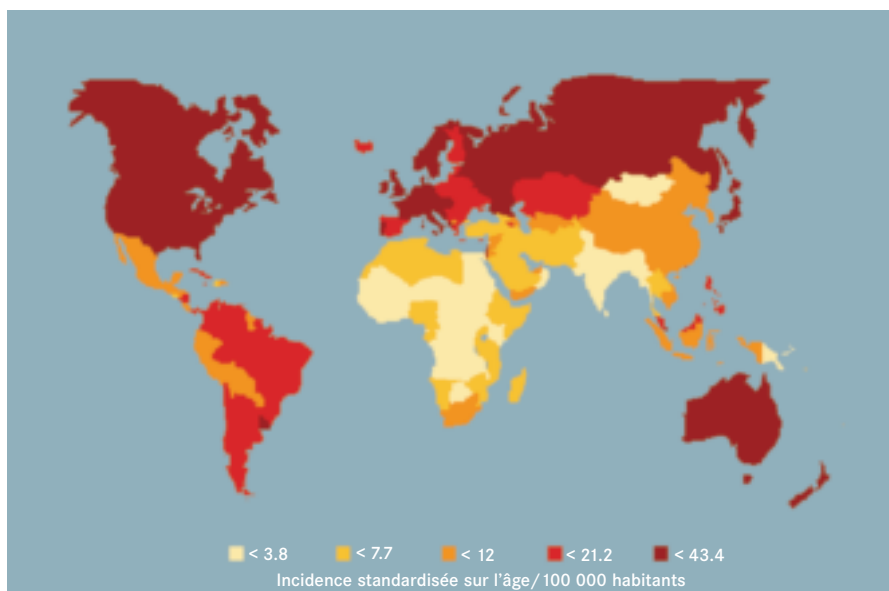 < 3.8 < 7.7 < 12 < 21.2 < 43.4
Incidence standardisée sur l'âge/100 000 habitants